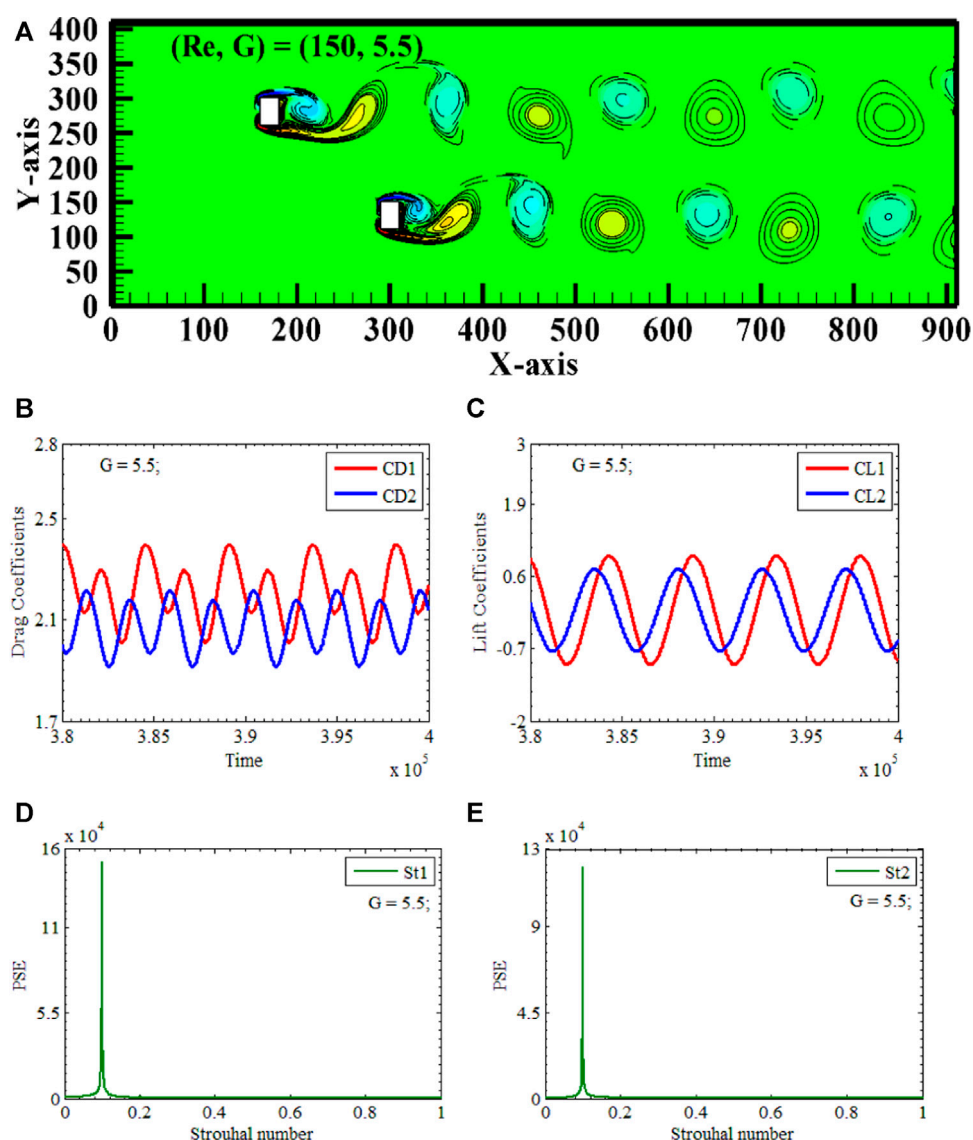 A
(Re, G) = (150, 5.5)
Y-axis
400
350
300
250
200
150
100
50
0
0 100 200 300 400 500 600 700 800 900
X-axis
B
2.8
2.5
2.1
1.7
Drag Coefficients
G = 5.5;
CD1
CD2
3.8 3.85 3.9 3.95 4
Time
x 10^5
C
3
1.9
0.6
-0.7
-2
Lift Coefficients
G = 5.5;
CL1
CL2
3.8 3.85 3.9 3.95 4
Time
x 10^5
D
x 10^4
16
11
5.5
0
PSE
St1
G = 5.5;
0 0.2 0.4 0.6 0.8 1
Strouhal number
E
x 10^4
13
9
4.5
0
PSE
St2
G = 5.5;
0 0.2 0.4 0.6 0.8 1
Strouhal number